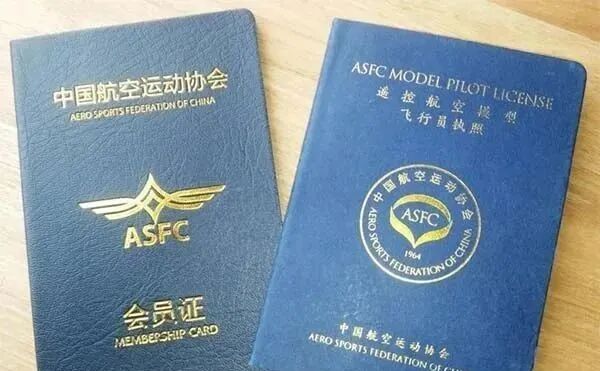 中国航空运动协会
AERO SPORTS FEDERATION OF CHINA
ASFC
会员证
MEMBERSHIP CARD
ASFC MODEL PILOT LICENSE
遥控航空模型
飞行员执照
中国航空运动协会
ASFC
1964
AERO SPORTS FEDERATION OF CHINA
中国航空运动协会
AERO SPORTS FEDERATION OF CHINA